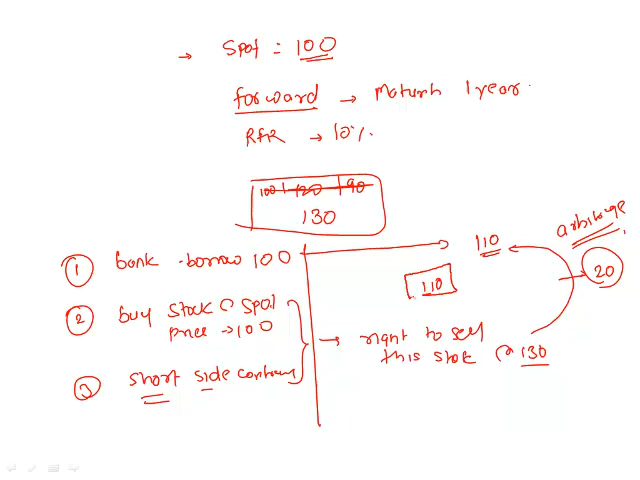 → Spot = 100
forward → Maturh 1 year.
RFR → 10%.
100 | 120 | 90
130
① bank - borrow 100 → 110
② buy stock @ spot
price → 100
110
arbitrage
20
→ right to sell
this stock @ 130
③ short side contract